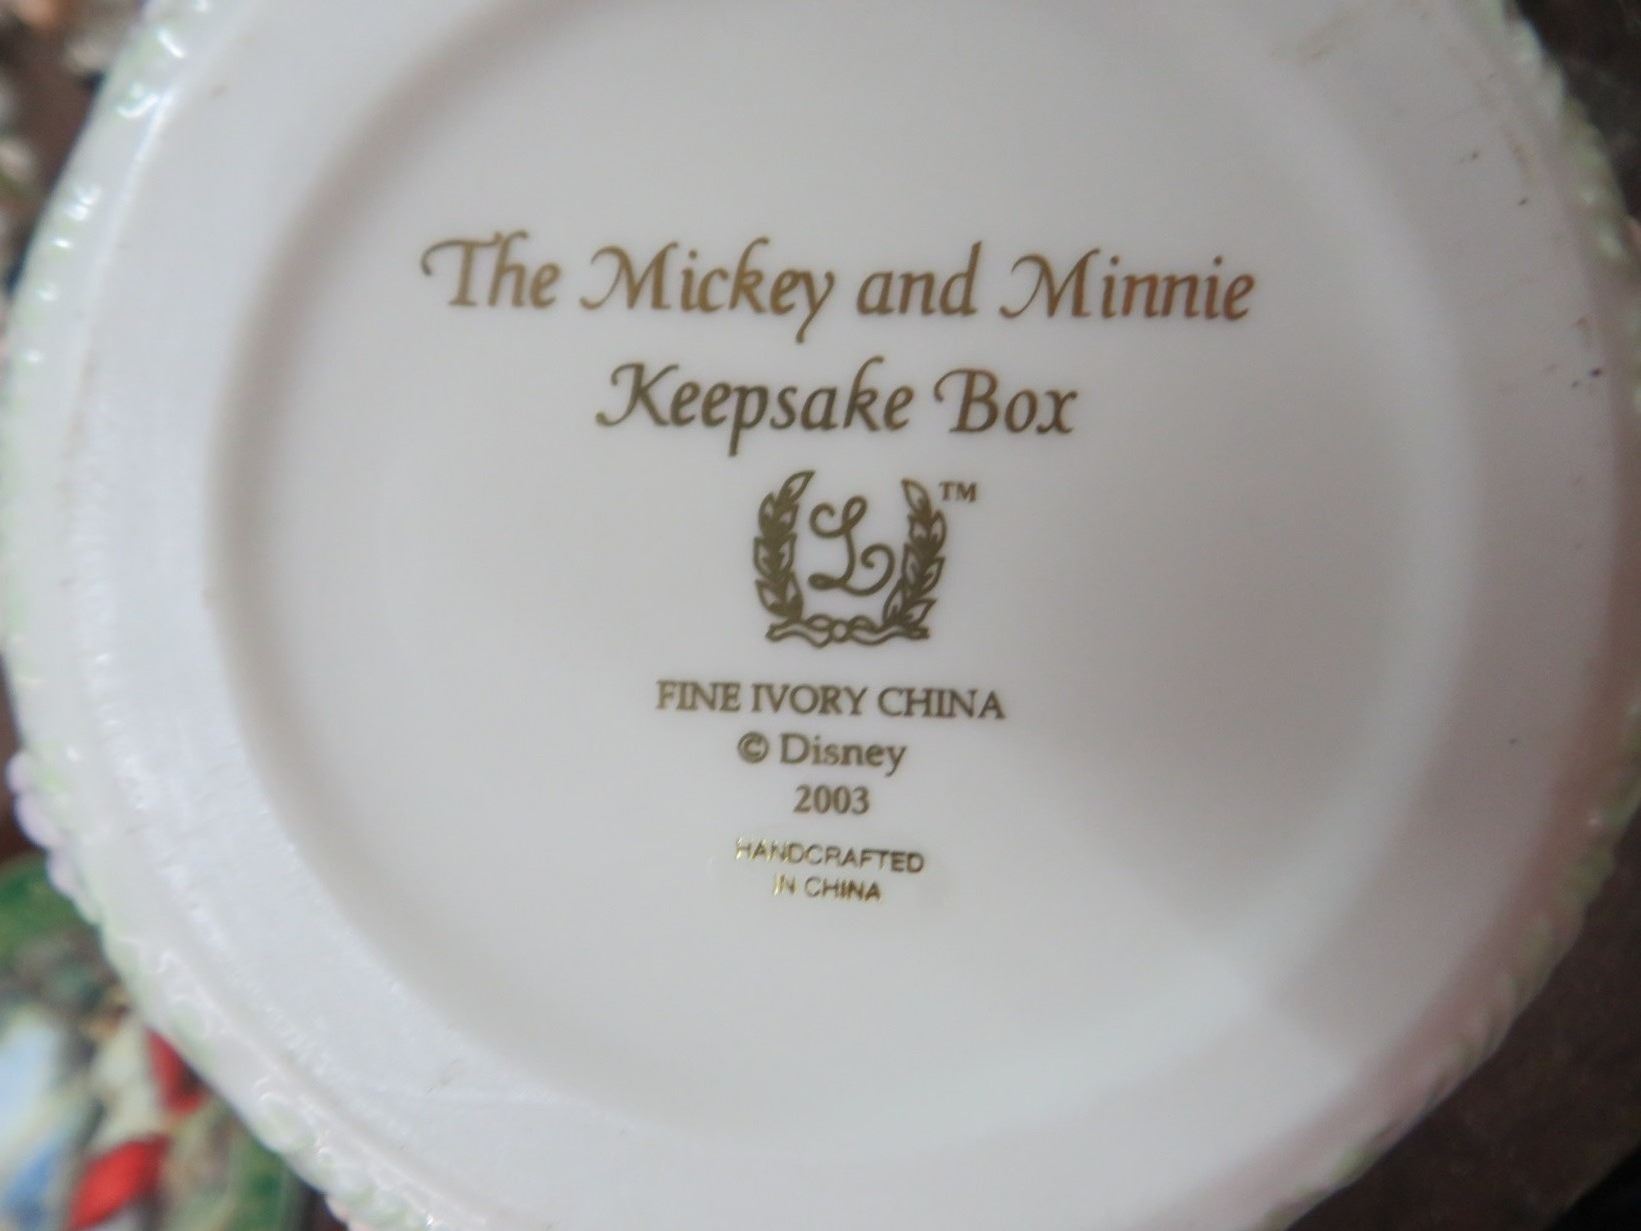 The Mickey and Minnie
Keepsake Box
L™
FINE IVORY CHINA
© Disney
2003
HANDCRAFTED
IN CHINA